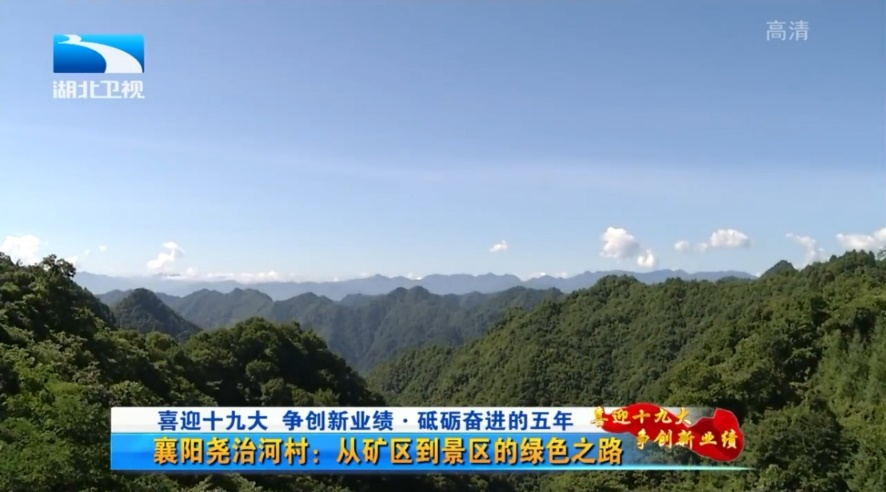 高清
湖北卫视
喜迎十九大 争创新业绩·砥砺奋进的五年
喜迎十九大
争创新业绩
襄阳尧治河村：从矿区到景区的绿色之路